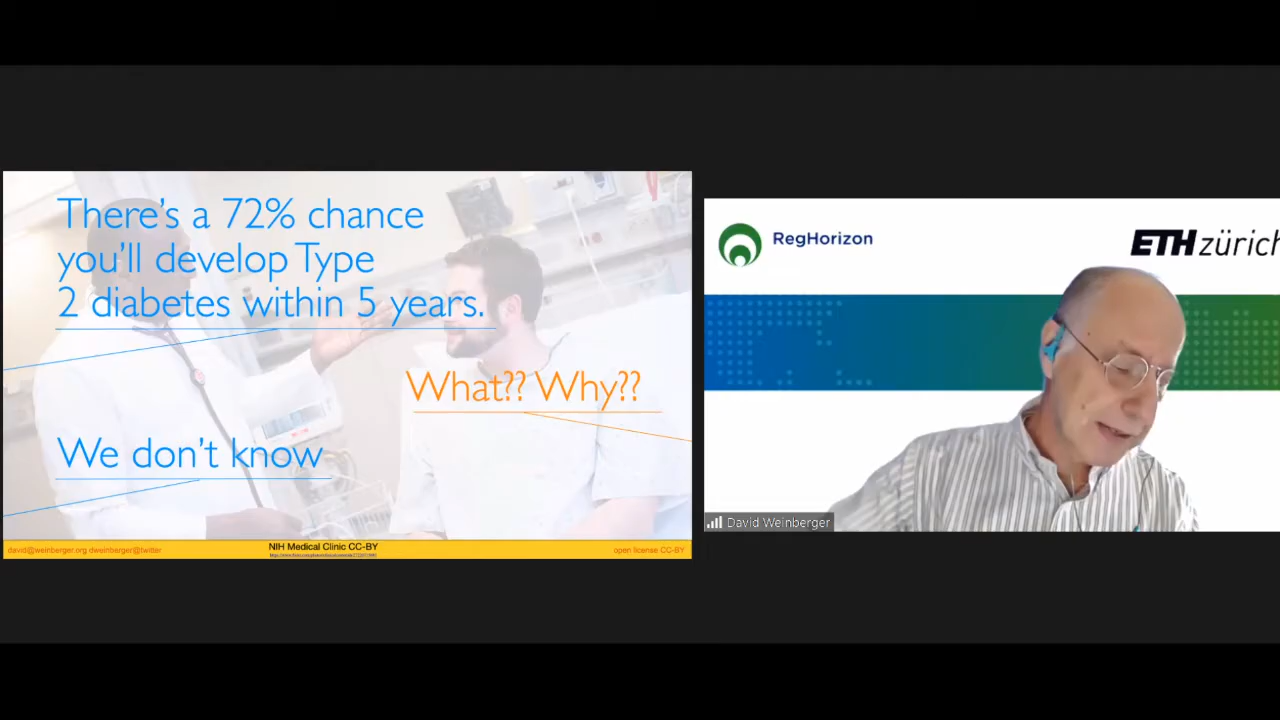 There's a 72% chance
you'll develop Type
2 diabetes within 5 years.
What?? Why??
We don't know
david@weinberger.org dweinberger@twitter
NIH Medical Clinic CC-BY
open license CC-BY
RegHorizon
ETH zürich
David Weinberger